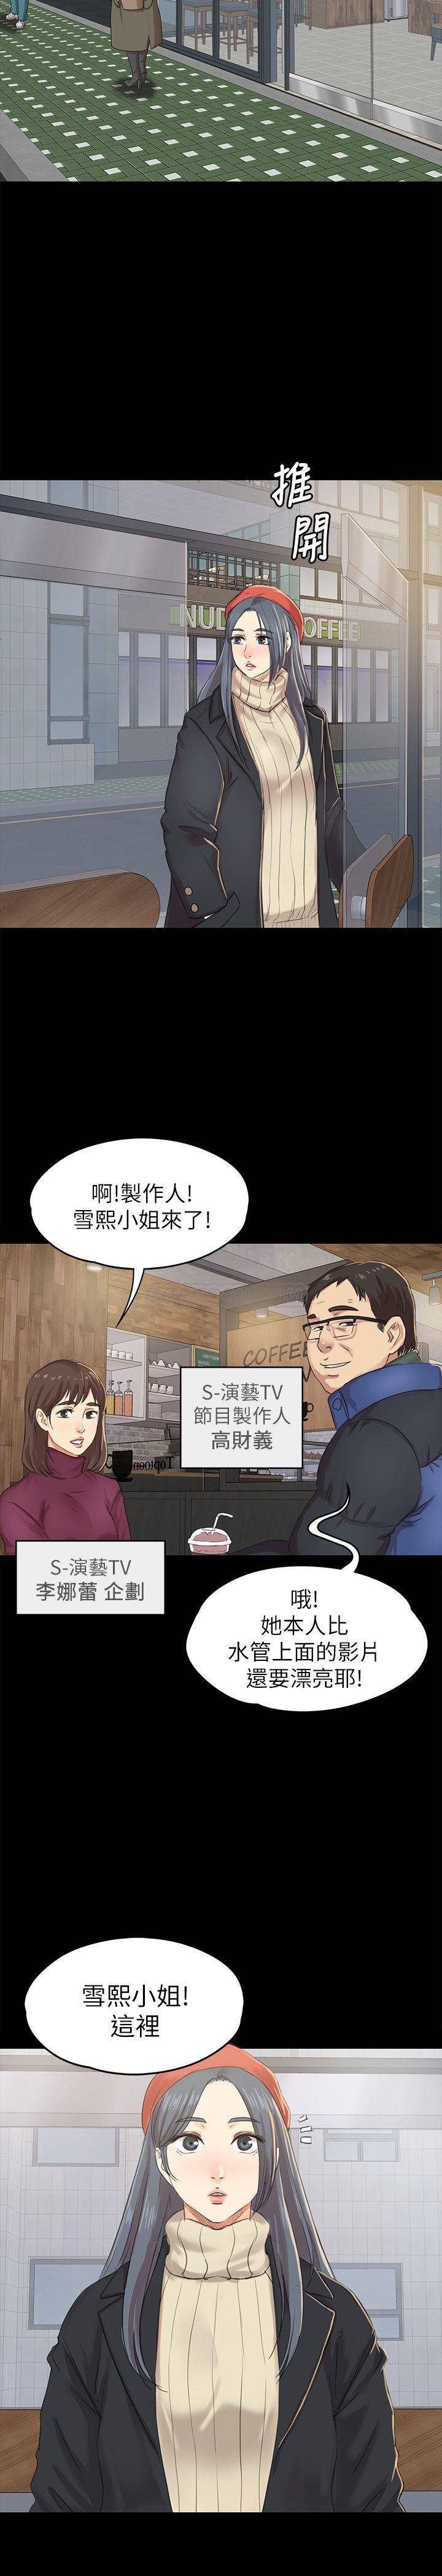 推
開
NUD COFFEE
啊!製作人!
雪熙小姐來了!
COFFEE
S-演藝TV
節目製作人
高財義
S-演藝TV
李娜蕾 企劃
哦!
她本人比
水管上面的影片
還要漂亮耶!
雪熙小姐!
這裡